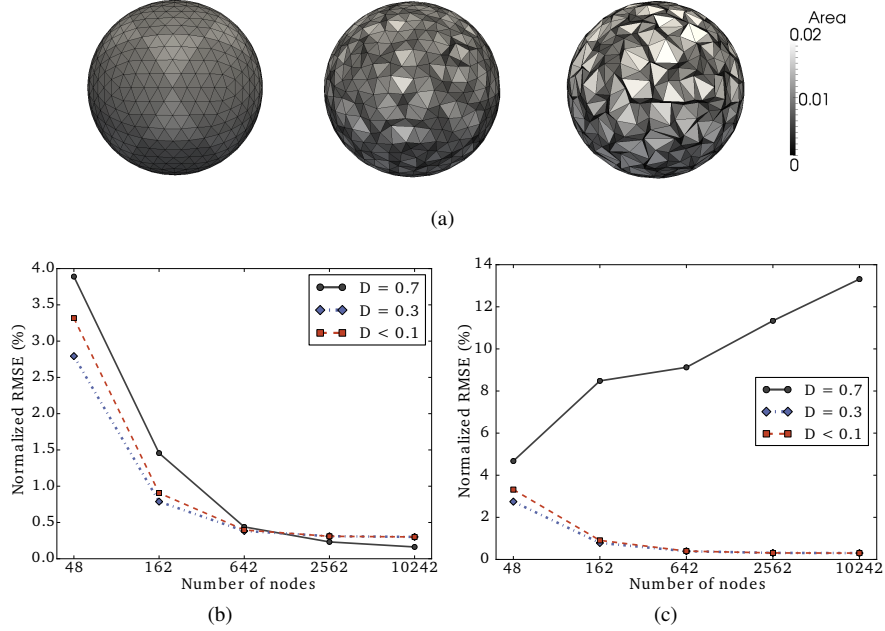 Area
0.02
0.01
0
(a)
4.0
3.5
3.0
2.5
2.0
1.5
1.0
0.5
0.0
Normalized RMSE (%)
D = 0.7
D = 0.3
D < 0.1
48 162 642 2562 10242
Number of nodes
(b)
14
12
10
8
6
4
2
0
Normalized RMSE (%)
D = 0.7
D = 0.3
D < 0.1
48 162 642 2562 10242
Number of nodes
(c)